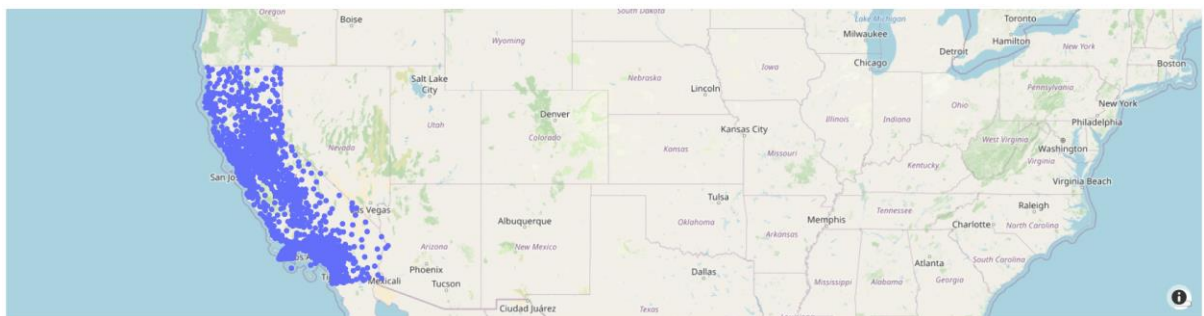 Oregon
Boise
South Dakota
Lake Michigan
Toronto
Wyoming
Milwaukee
Hamilton
New York
Detroit
Chicago
Boston
Iowa
Salt Lake
City
Nebraska
Lincoln
Pennsylvania
Ohio
New York
Denver
Illinois
Indiana
Philadelphia
Utah
Colorado
Kansas City
Nevada
Kansas
Missouri
West Virginia
Washington
Virginia
Kentucky
San Jo
Virginia Beach
Tulsa
Vegas
Albuquerque
Oklahoma
Memphis
Tennessee
Raleigh
Charlotte
North Carolina
Arkansas
Arizona
New Mexico
Phoenix
Tucson
Dallas
Atlanta
South Carolina
Mexicali
Mississippi
Alabama
Georgia
Ciudad Juárez
Texas